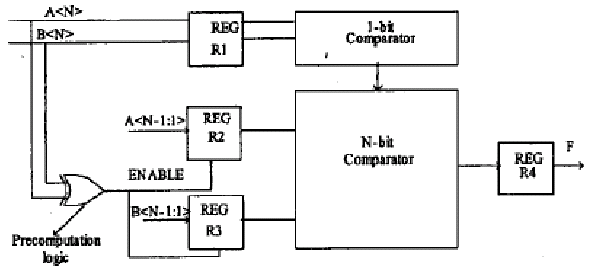 A<N>
B<N>
REG
R1
1-bit
Comparator
A<N-1:1>
REG
R2
N-bit
Comparator
REG
R4
F
ENABLE
B<N-1:1>
REG
R3
Precomputation
logic